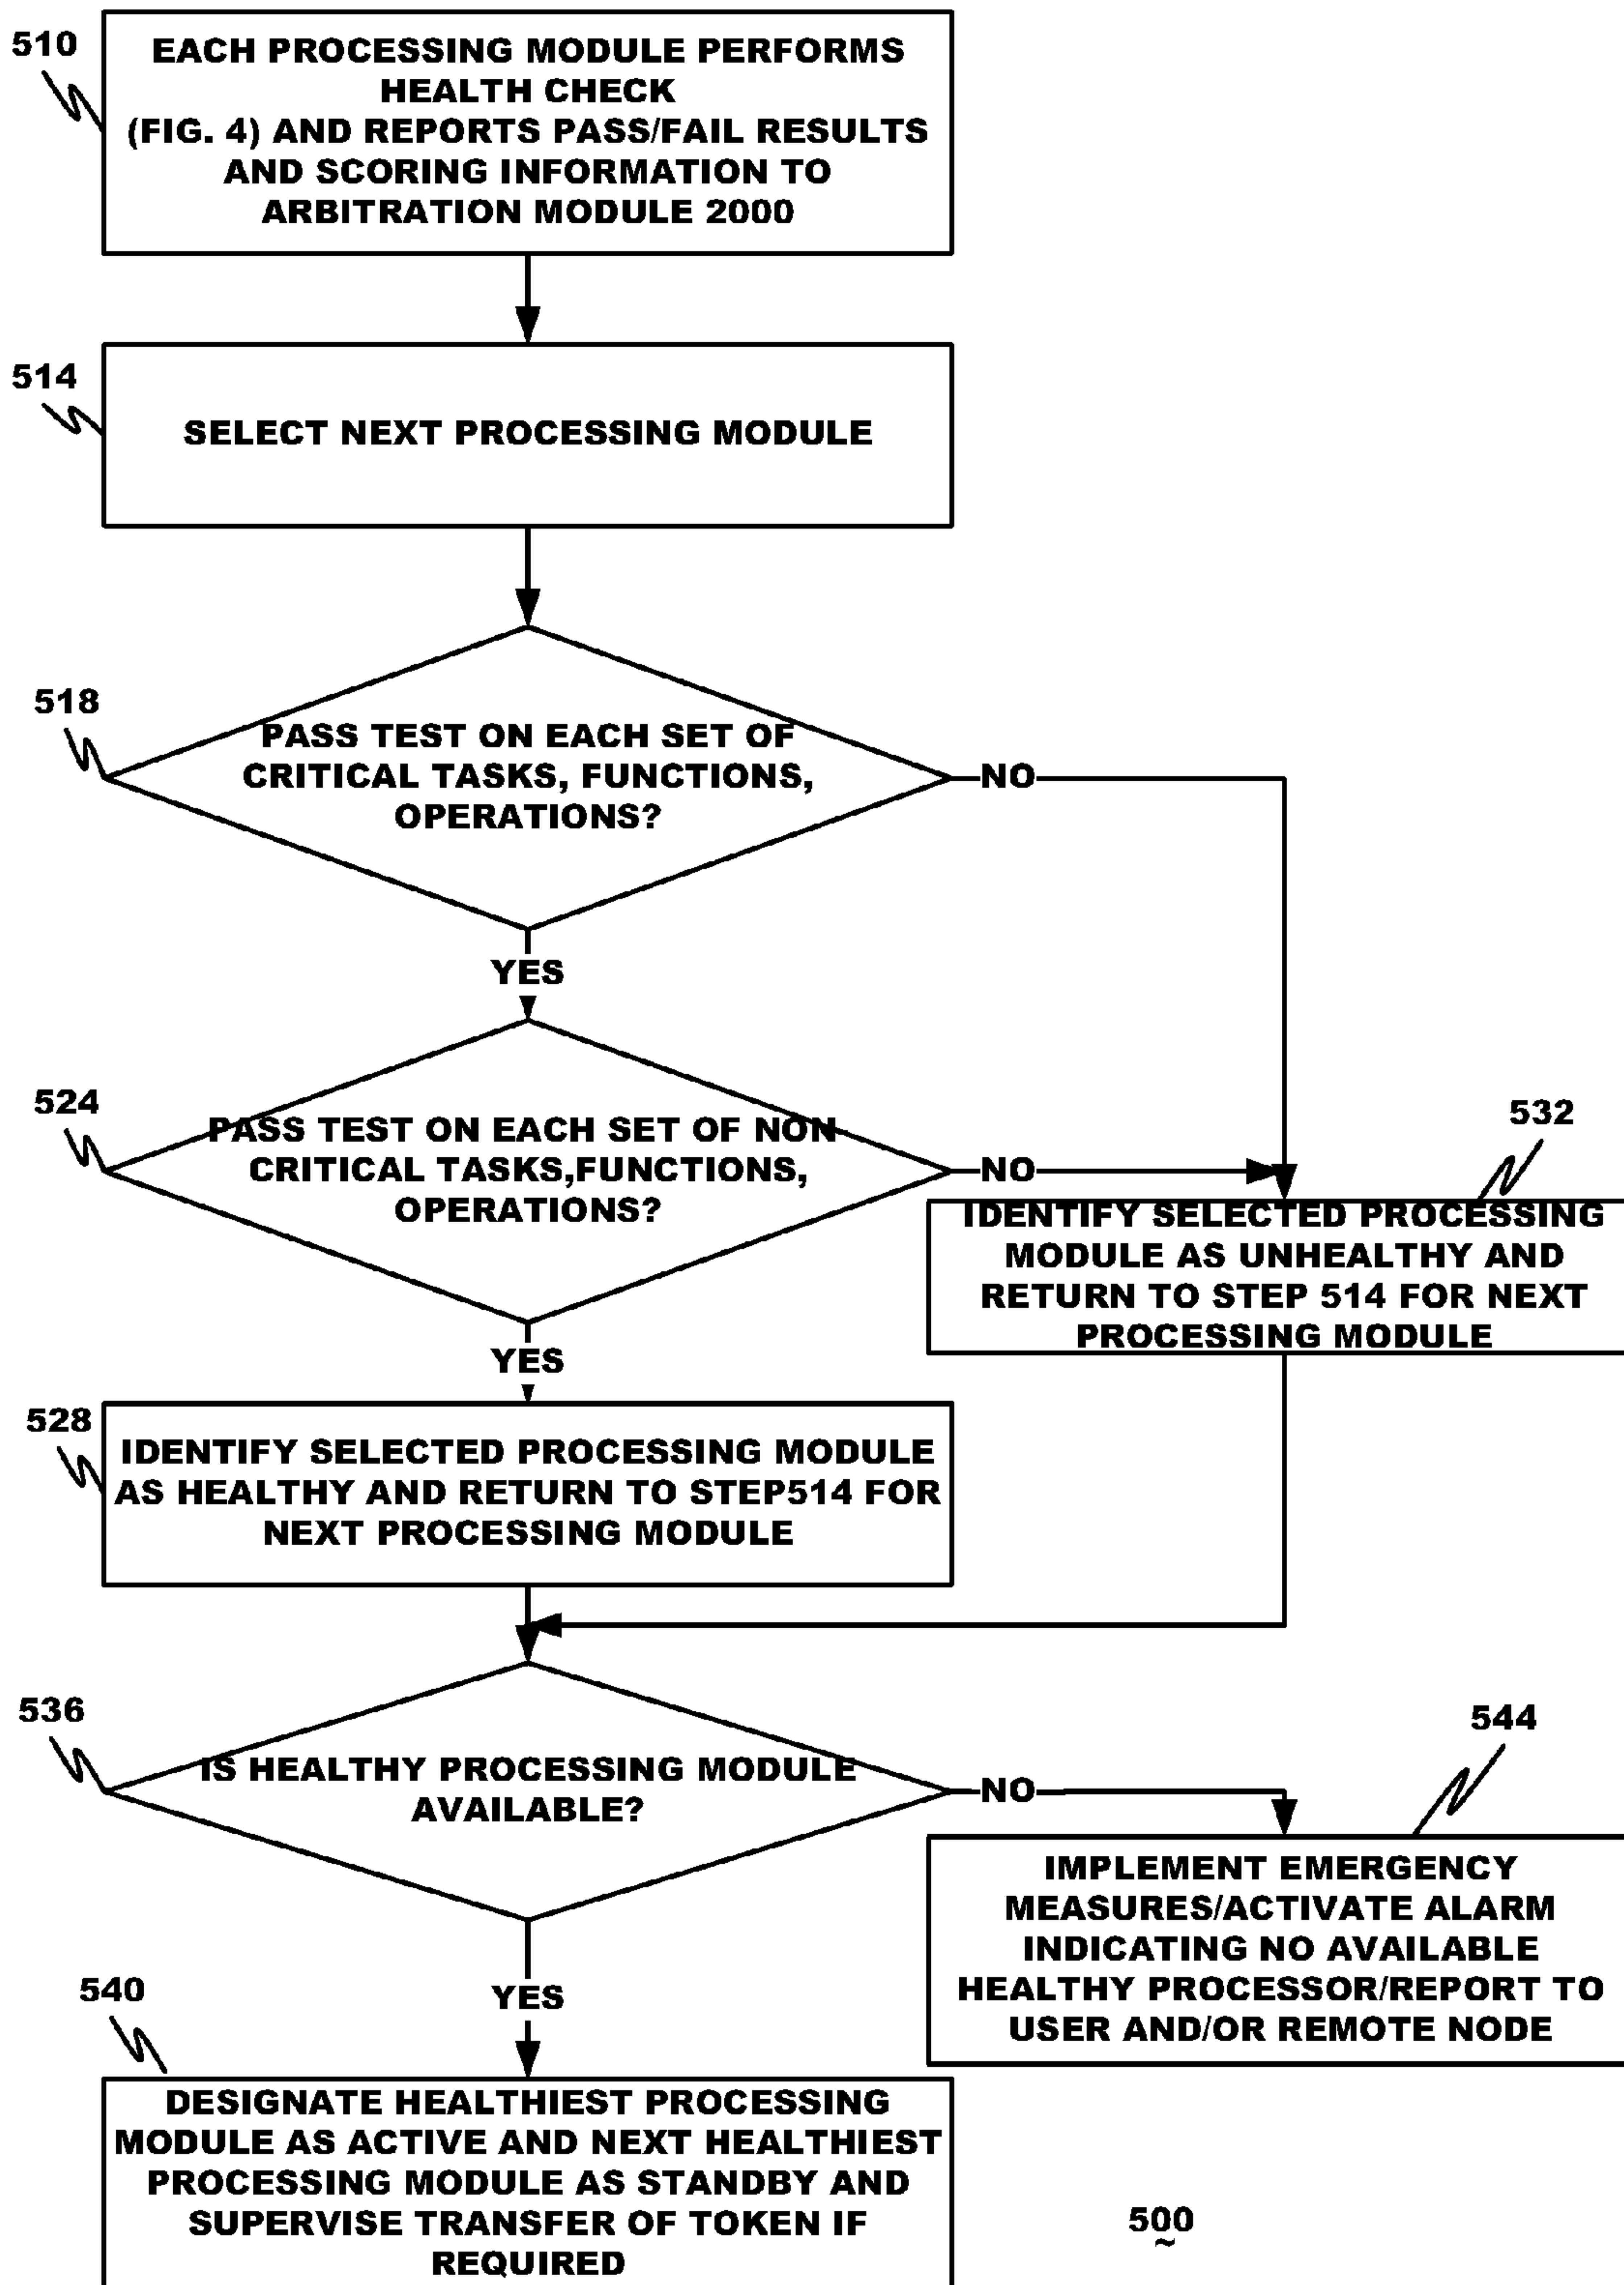 510
EACH PROCESSING MODULE PERFORMS
HEALTH CHECK
(FIG. 4) AND REPORTS PASS/FAIL RESULTS
AND SCORING INFORMATION TO
ARBITRATION MODULE 2000
514
SELECT NEXT PROCESSING MODULE
518
PASS TEST ON EACH SET OF
CRITICAL TASKS, FUNCTIONS,
OPERATIONS?
NO
YES
524
PASS TEST ON EACH SET OF NON
CRITICAL TASKS,FUNCTIONS,
OPERATIONS?
NO
532
IDENTIFY SELECTED PROCESSING
MODULE AS UNHEALTHY AND
RETURN TO STEP 514 FOR NEXT
PROCESSING MODULE
YES
528
IDENTIFY SELECTED PROCESSING MODULE
AS HEALTHY AND RETURN TO STEP514 FOR
NEXT PROCESSING MODULE
536
IS HEALTHY PROCESSING MODULE
AVAILABLE?
NO
544
IMPLEMENT EMERGENCY
MEASURES/ACTIVATE ALARM
INDICATING NO AVAILABLE
HEALTHY PROCESSOR/REPORT TO
USER AND/OR REMOTE NODE
YES
540
DESIGNATE HEALTHIEST PROCESSING
MODULE AS ACTIVE AND NEXT HEALTHIEST
PROCESSING MODULE AS STANDBY AND
SUPERVISE TRANSFER OF TOKEN IF
REQUIRED
500